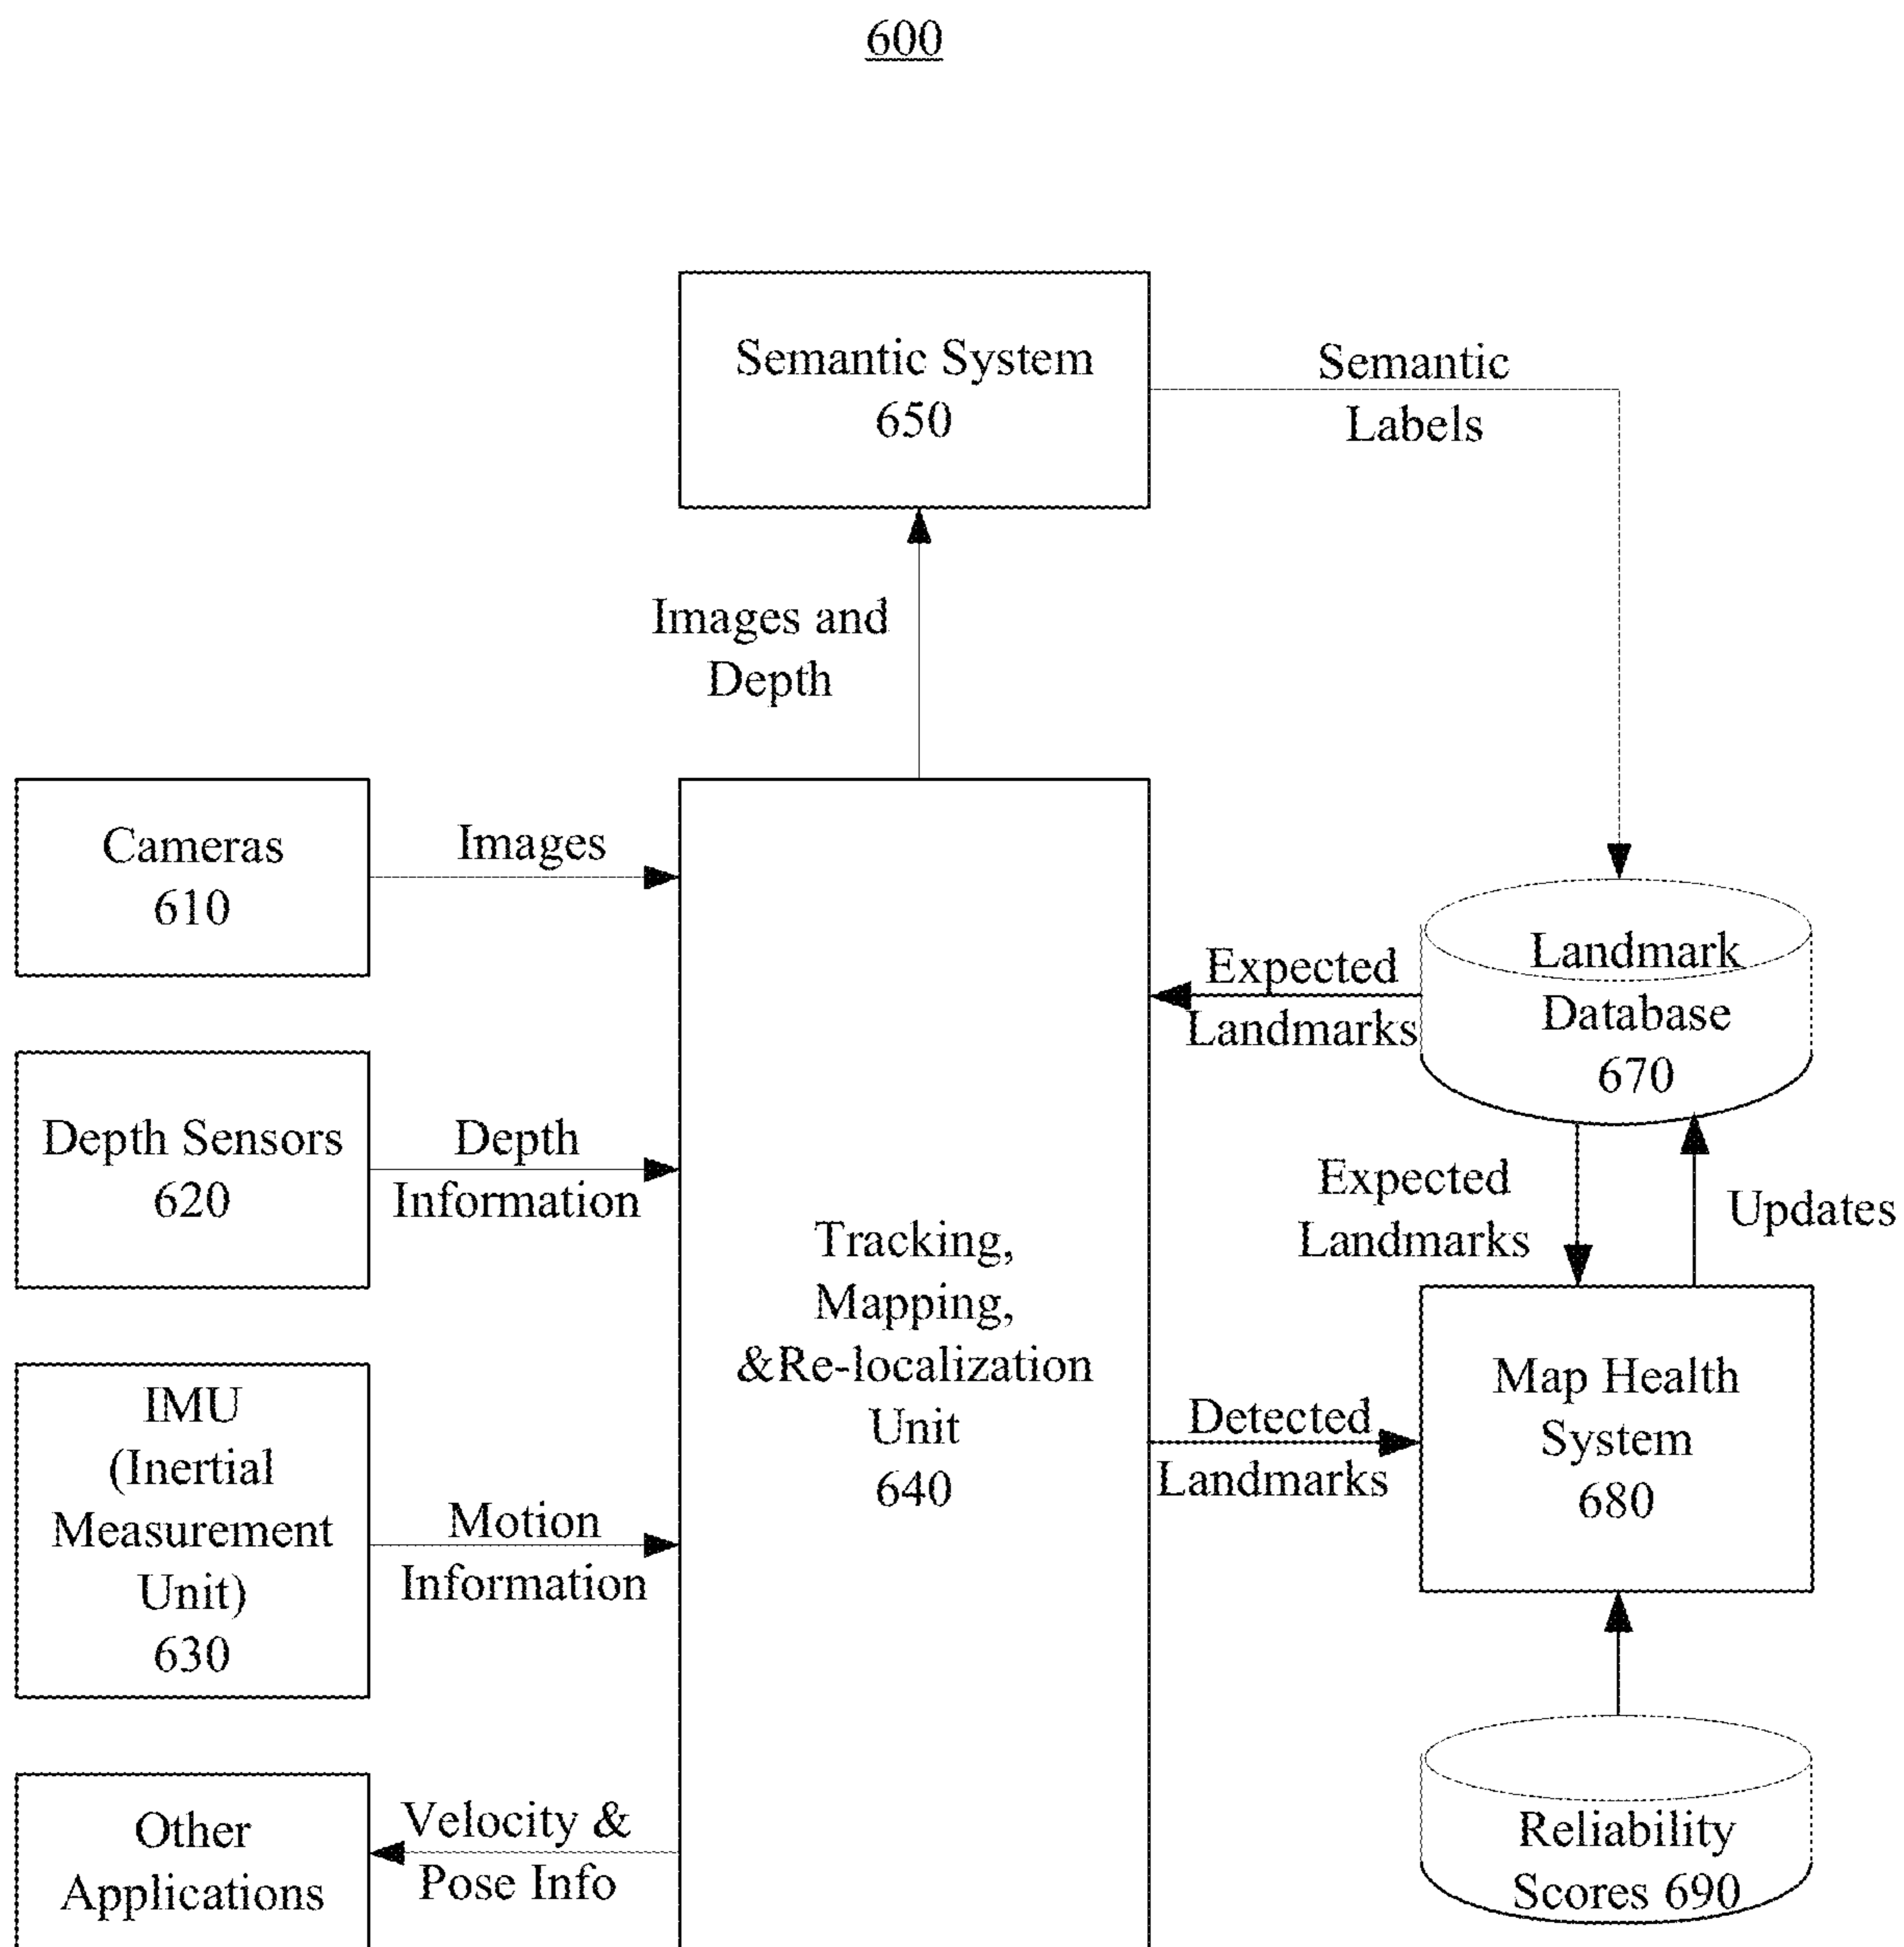 600
Semantic System
650
Semantic
Labels
Images and
Depth
Cameras
610
Images
Depth Sensors
620
Depth
Information
IMU
(Inertial
Measurement
Unit)
630
Motion
Information
Other
Applications
Velocity &
Pose Info
Tracking,
Mapping,
&Re-localization
Unit
640
Expected
Landmarks
Landmark
Database
670
Expected
Landmarks
Updates
Detected
Landmarks
Map Health
System
680
Reliability
Scores 690